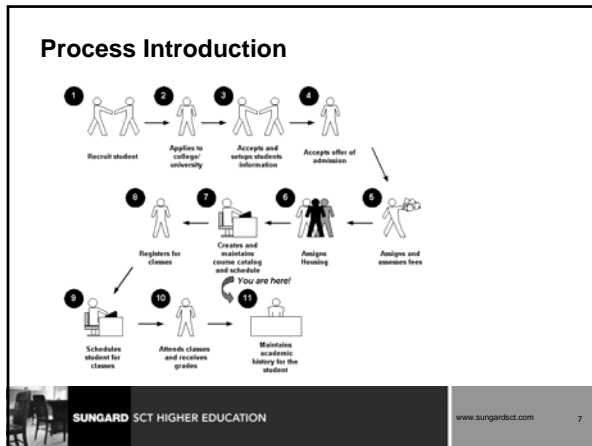 Process Introduction
1
2
3
4
Recruit student
Applies to
college/
university
Accepts and
setups students
information
Accepts offer of
admission
8
7
6
5
Registers for
classes
Creates and
maintains
course catalog
and schedule
Assigns
Housing
Assigns and
assesses fees
You are here!
9
10
11
Schedules
student for
classes
Attends classes
and receives
grades
Maintains
academic
history for the
student
SUNGARD SCT HIGHER EDUCATION
www.sungardsct.com
7